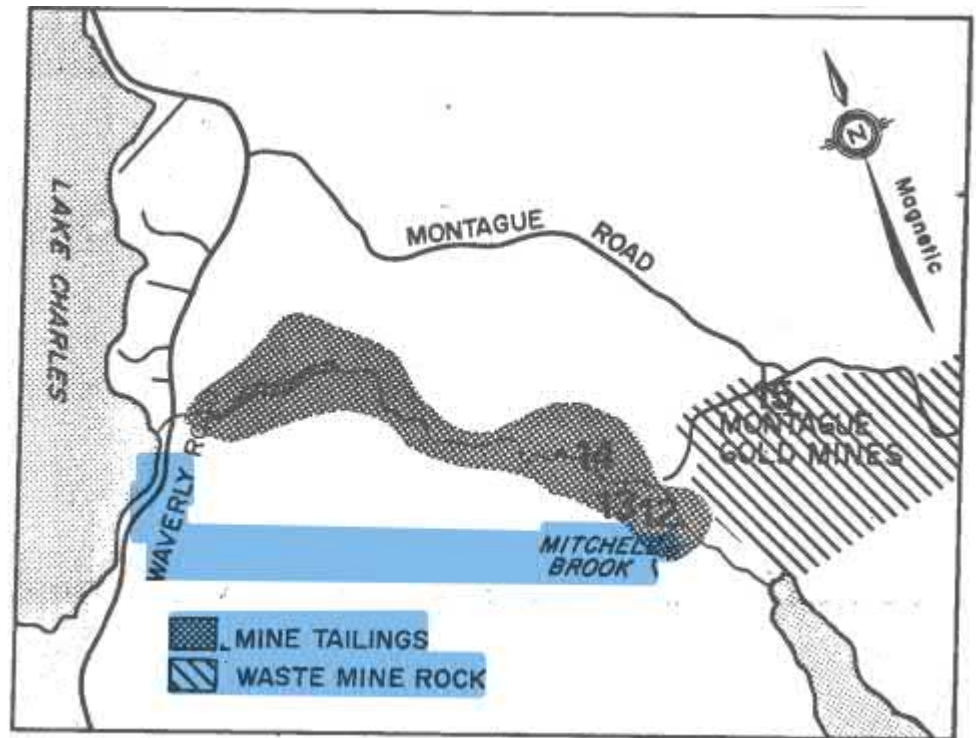 LAKE CHARLES
MONTAGUE ROAD
N
Magnetic
15
MONTAGUE
GOLD MINES
14
13 12
WAVERLY R
MITCHELL
BROOK
MINE TAILINGS
WASTE MINE ROCK